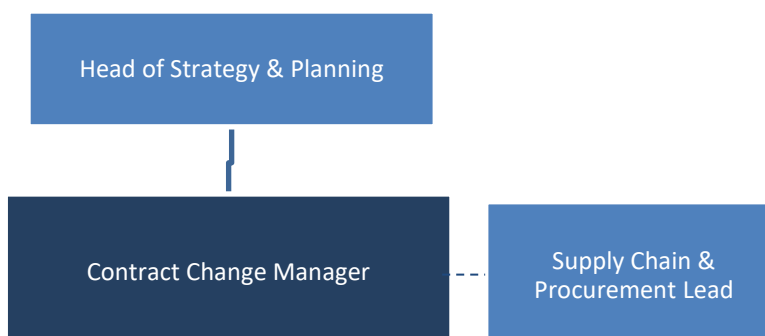 Head of Strategy & Planning
Contract Change Manager
Supply Chain &
Procurement Lead